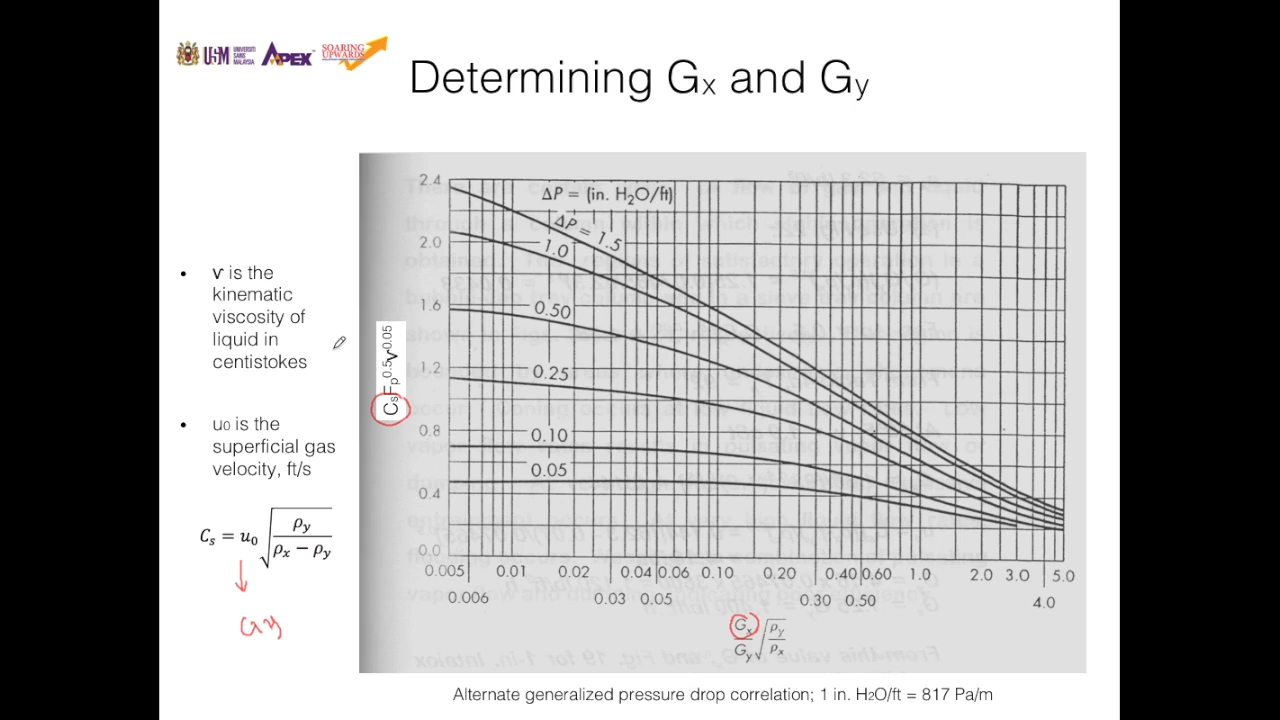 USM
UNIVERSITI
SAINS
MALAYSIA
APEX™
SOARING
UPWARDS
Determining Gx and Gy
• v is the
kinematic
viscosity of
liquid in
centistokes
• u0 is the
superficial gas
velocity, ft/s
Cs = u0 √(ρy / (ρx − ρy))
Gy
CsFp^0.5 v^0.05
2.4
2.0
1.6
1.2
0.8
0.4
0.0
ΔP = (in. H2O/ft)
ΔP = 1.5
1.0
0.50
0.25
0.10
0.05
0.005 0.01 0.02 0.04 0.06 0.10 0.20 0.40 0.60 1.0 2.0 3.0 5.0
0.006 0.03 0.05 0.30 0.50 4.0
Gx/Gy √(ρy/ρx)
Alternate generalized pressure drop correlation; 1 in. H2O/ft = 817 Pa/m